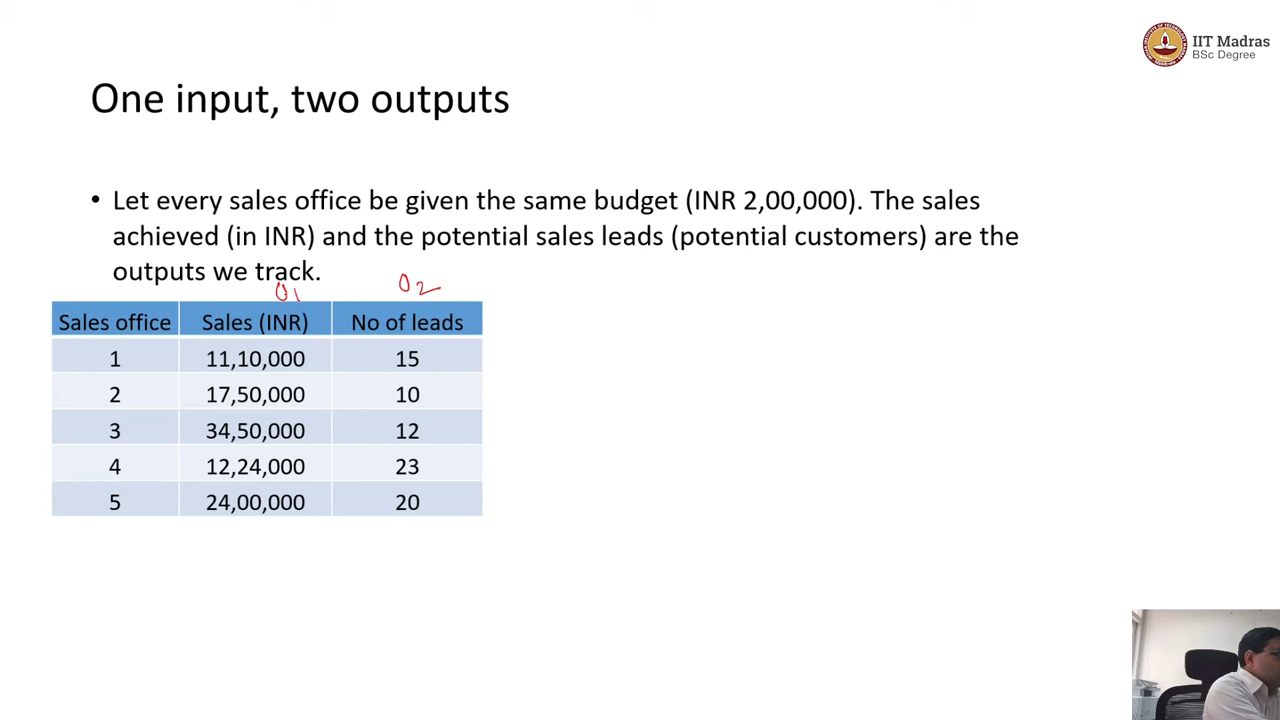 IIT Madras
BSc Degree
One input, two outputs
• Let every sales office be given the same budget (INR 2,00,000). The sales
achieved (in INR) and the potential sales leads (potential customers) are the
outputs we track.
O1 O2
Sales office Sales (INR) No of leads
1 11,10,000 15
2 17,50,000 10
3 34,50,000 12
4 12,24,000 23
5 24,00,000 20